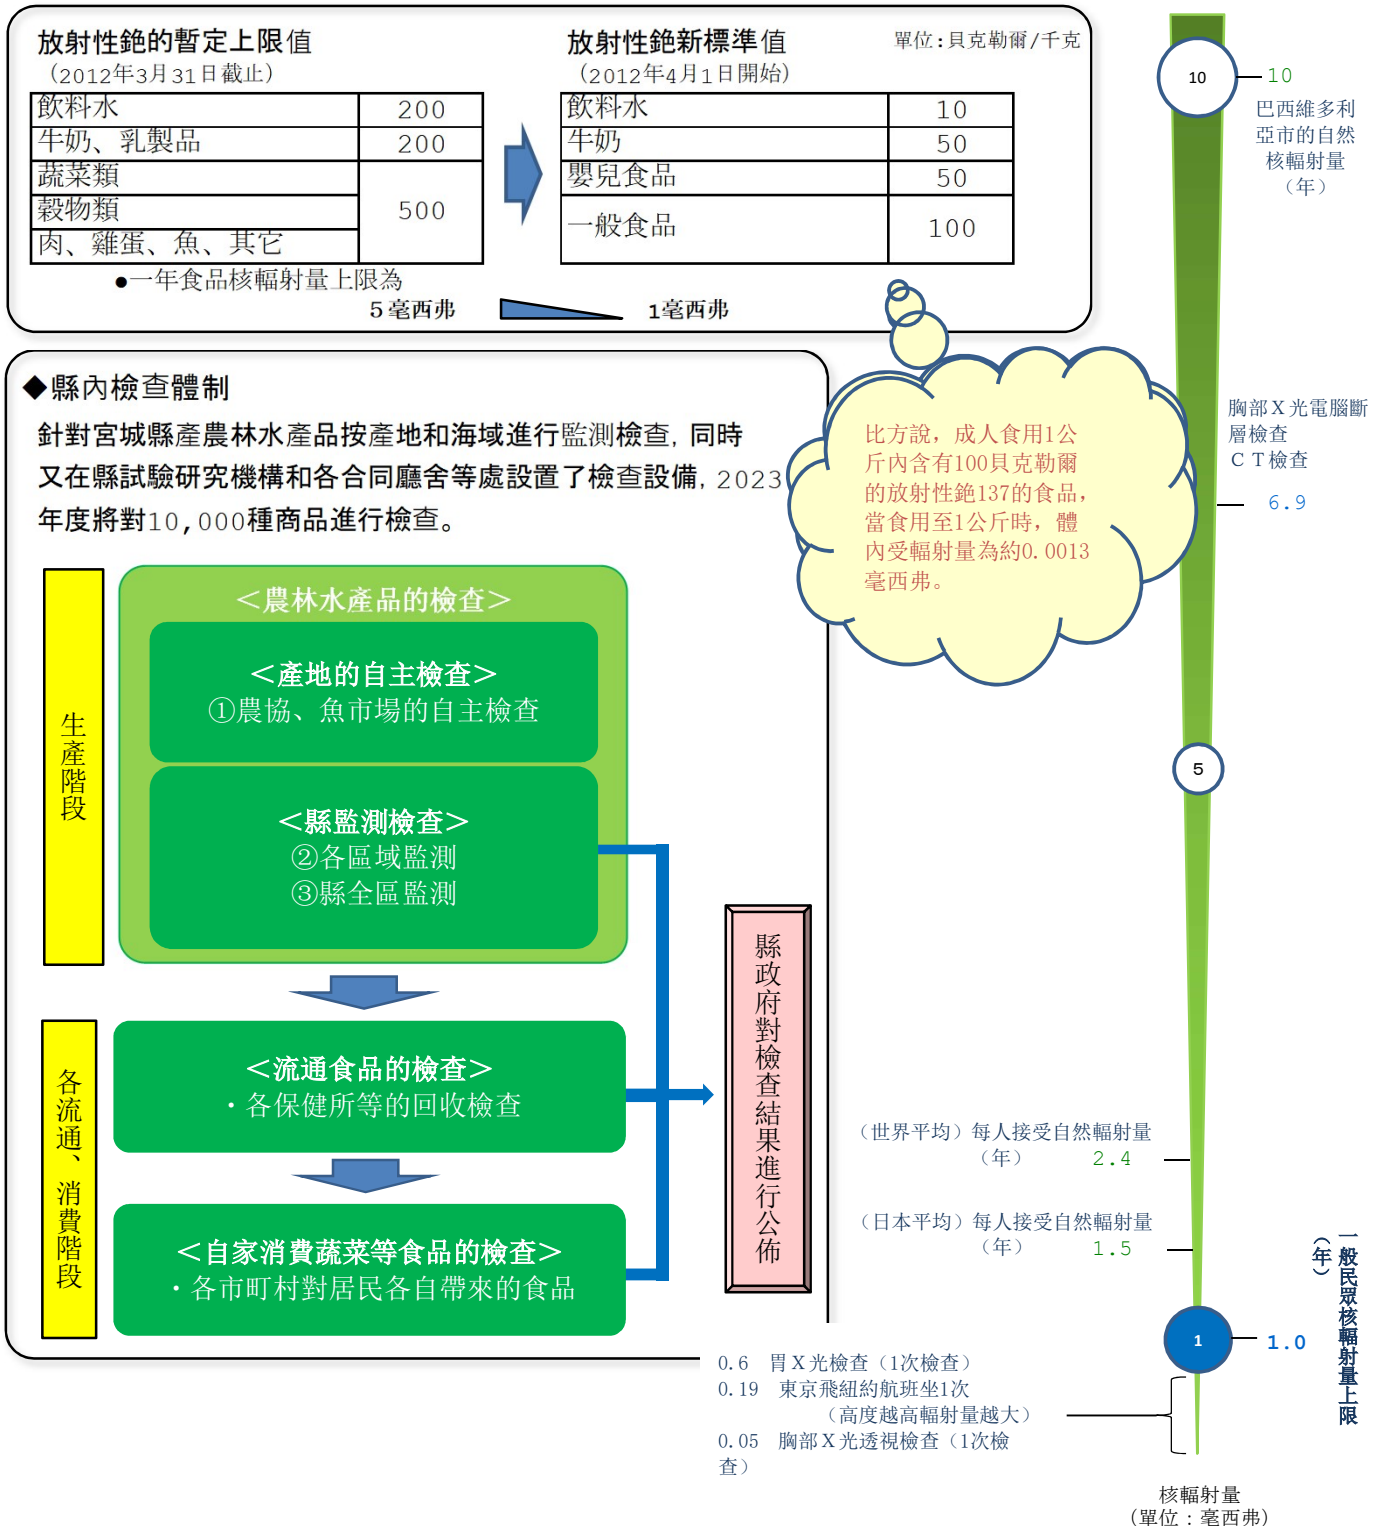 放射性銫的暫定上限值
（2012年3月31日截止）
飲料水 200
牛奶、乳製品 200
蔬菜類
穀物類 500
肉、雞蛋、魚、其它
放射性銫新標準值
單位:貝克勒爾/千克
（2012年4月1日開始）
飲料水 10
牛奶 50
嬰兒食品 50
一般食品 100
●一年食品核輻射量上限為
5毫西弗 1毫西弗
◆縣內檢查體制
針對宮城縣產農林水產品按產地和海域進行監測檢查,同時
又在縣試驗研究機構和各合同廳舍等處設置了檢查設備,2023
年度將對10,000種商品進行檢查。
比方說，成人食用1公
斤內含有100貝克勒爾
的放射性銫137的食品，
當食用至1公斤時，體
內受輻射量為約0.0013
毫西弗。
生產階段
＜農林水產品的檢查＞
＜產地的自主檢查＞
①農協、魚市場的自主檢查
＜縣監測檢查＞
②各區域監測
③縣全區監測
各流通、消費階段
＜流通食品的檢查＞
・各保健所等的回收檢查
＜自家消費蔬菜等食品的檢查＞
・各市町村對居民各自帶來的食品
縣政府對檢查結果進行公佈
10
10
巴西維多利
亞市的自然
核輻射量
（年）
胸部Ｘ光電腦斷
層檢查
ＣＴ檢查
6.9
5
（世界平均）每人接受自然輻射量
（年） 2.4
（日本平均）每人接受自然輻射量
（年） 1.5
1
1.0
一般民眾核輻射量上限
（年）
0.6 胃Ｘ光檢查（1次檢查）
0.19 東京飛紐約航班坐1次
（高度越高輻射量越大）
0.05 胸部Ｘ光透視檢查（1次檢
查）
核輻射量
（單位：毫西弗）